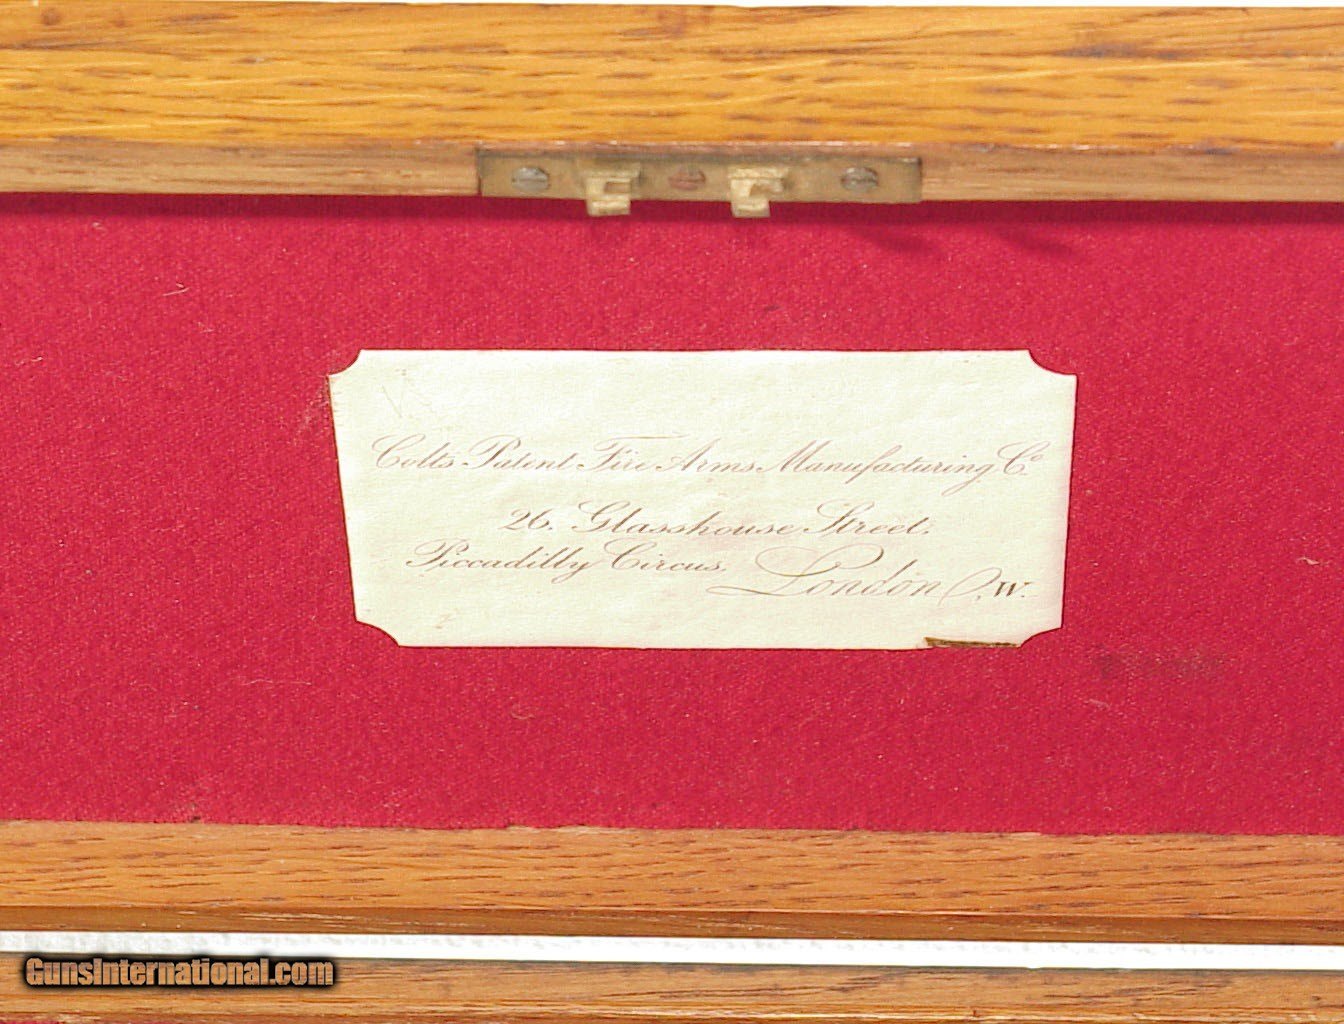 Colts Patent Fire Arms Manufacturing Co.
26. Glasshouse Street.
Piccadilly Circus. London, W.
GunsInternational.com